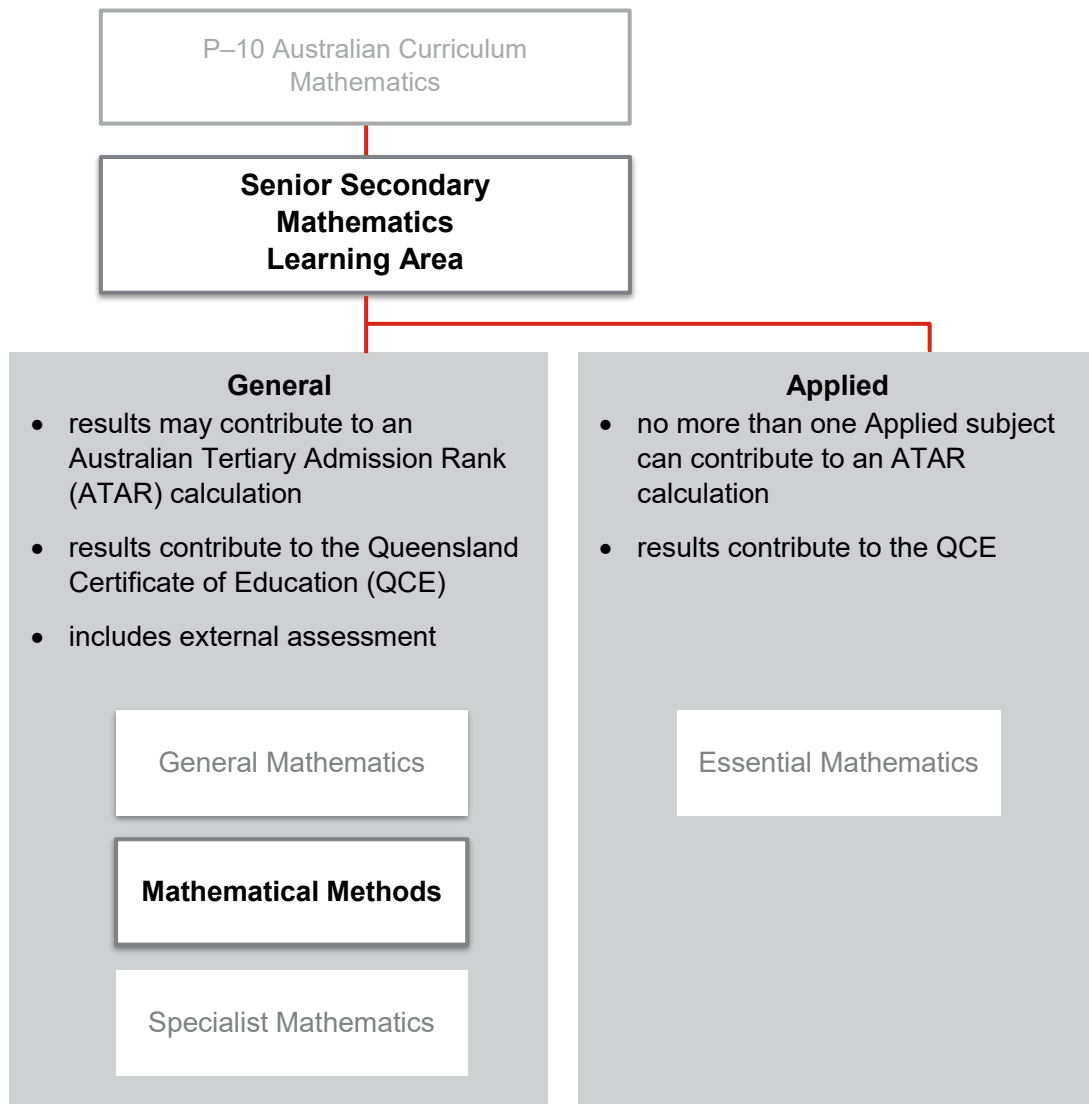 P–10 Australian Curriculum
Mathematics
Senior Secondary
Mathematics
Learning Area
General
• results may contribute to an
Australian Tertiary Admission Rank
(ATAR) calculation
• results contribute to the Queensland
Certificate of Education (QCE)
• includes external assessment
General Mathematics
Mathematical Methods
Specialist Mathematics
Applied
• no more than one Applied subject
can contribute to an ATAR
calculation
• results contribute to the QCE
Essential Mathematics